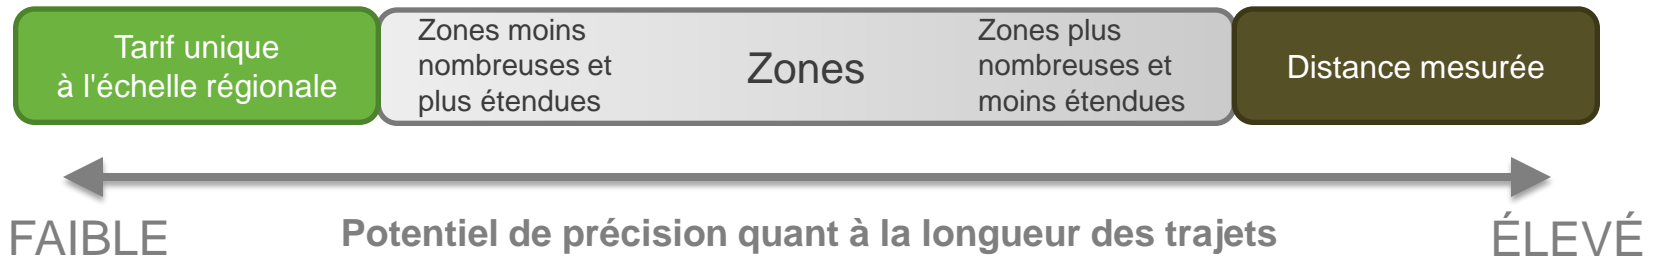 Tarif unique
à l'échelle régionale
Zones moins
nombreuses et
plus étendues
Zones
Zones plus
nombreuses et
moins étendues
Distance mesurée
FAIBLE
Potentiel de précision quant à la longueur des trajets
ÉLEVÉ